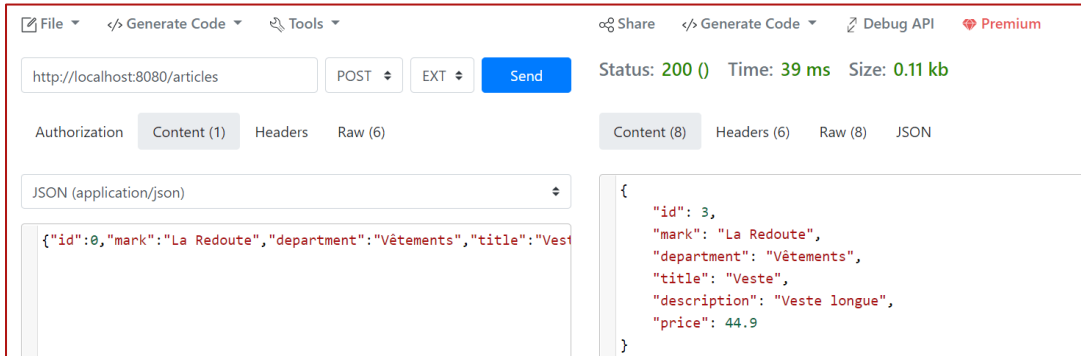 File Generate Code Tools
http://localhost:8080/articles POST EXT Send
Authorization Content (1) Headers Raw (6)
JSON (application/json)
{"id":0,"mark":"La Redoute","department":"Vêtements","title":"Vest
Share Generate Code Debug API Premium
Status: 200 () Time: 39 ms Size: 0.11 kb
Content (8) Headers (6) Raw (8) JSON
{
"id": 3,
"mark": "La Redoute",
"department": "Vêtements",
"title": "Veste",
"description": "Veste longue",
"price": 44.9
}